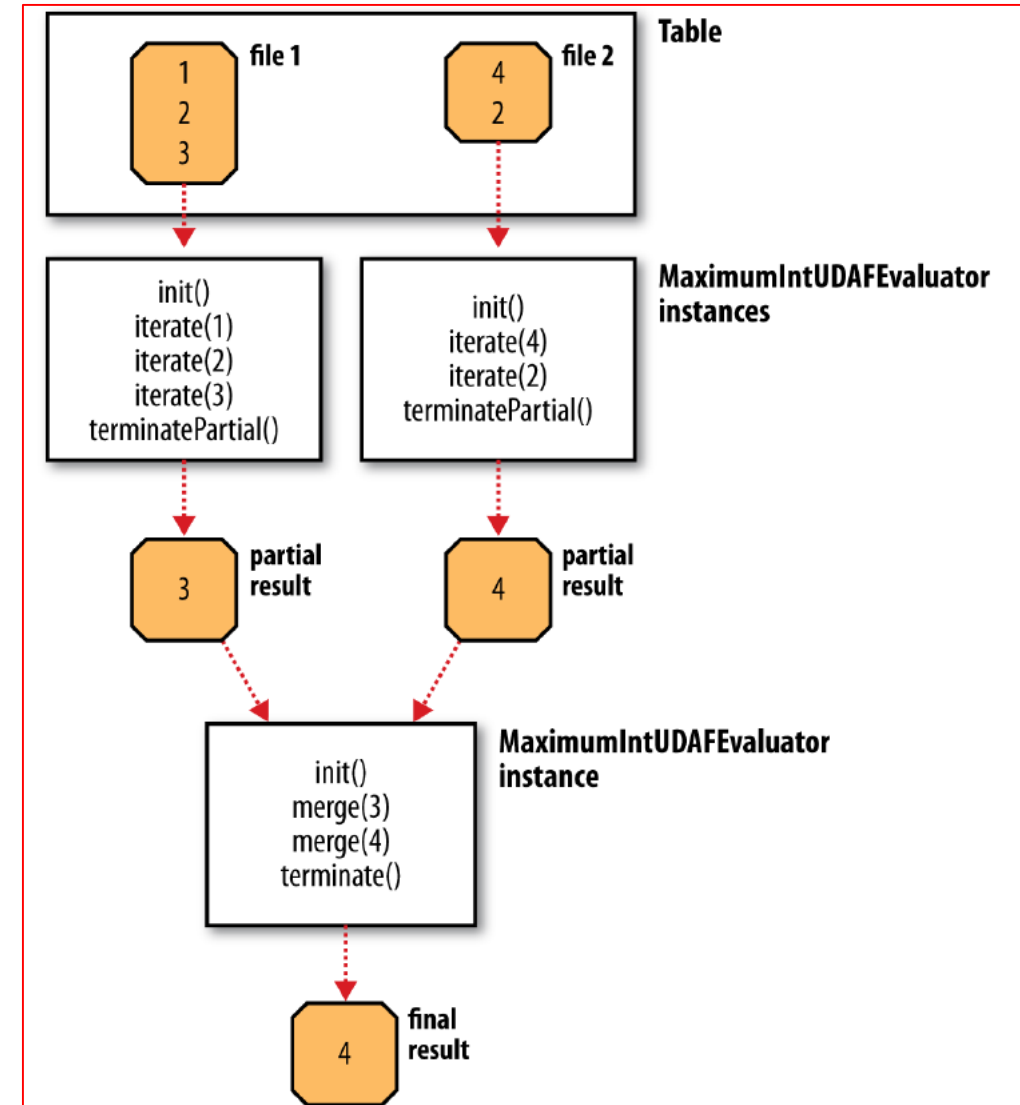 Table
file 1
1
2
3
file 2
4
2
MaximumIntUDAFEvaluator
instances
init()
iterate(1)
iterate(2)
iterate(3)
terminatePartial()
init()
iterate(4)
iterate(2)
terminatePartial()
3
partial
result
4
partial
result
MaximumIntUDAFEvaluator
instance
init()
merge(3)
merge(4)
terminate()
4
final
result